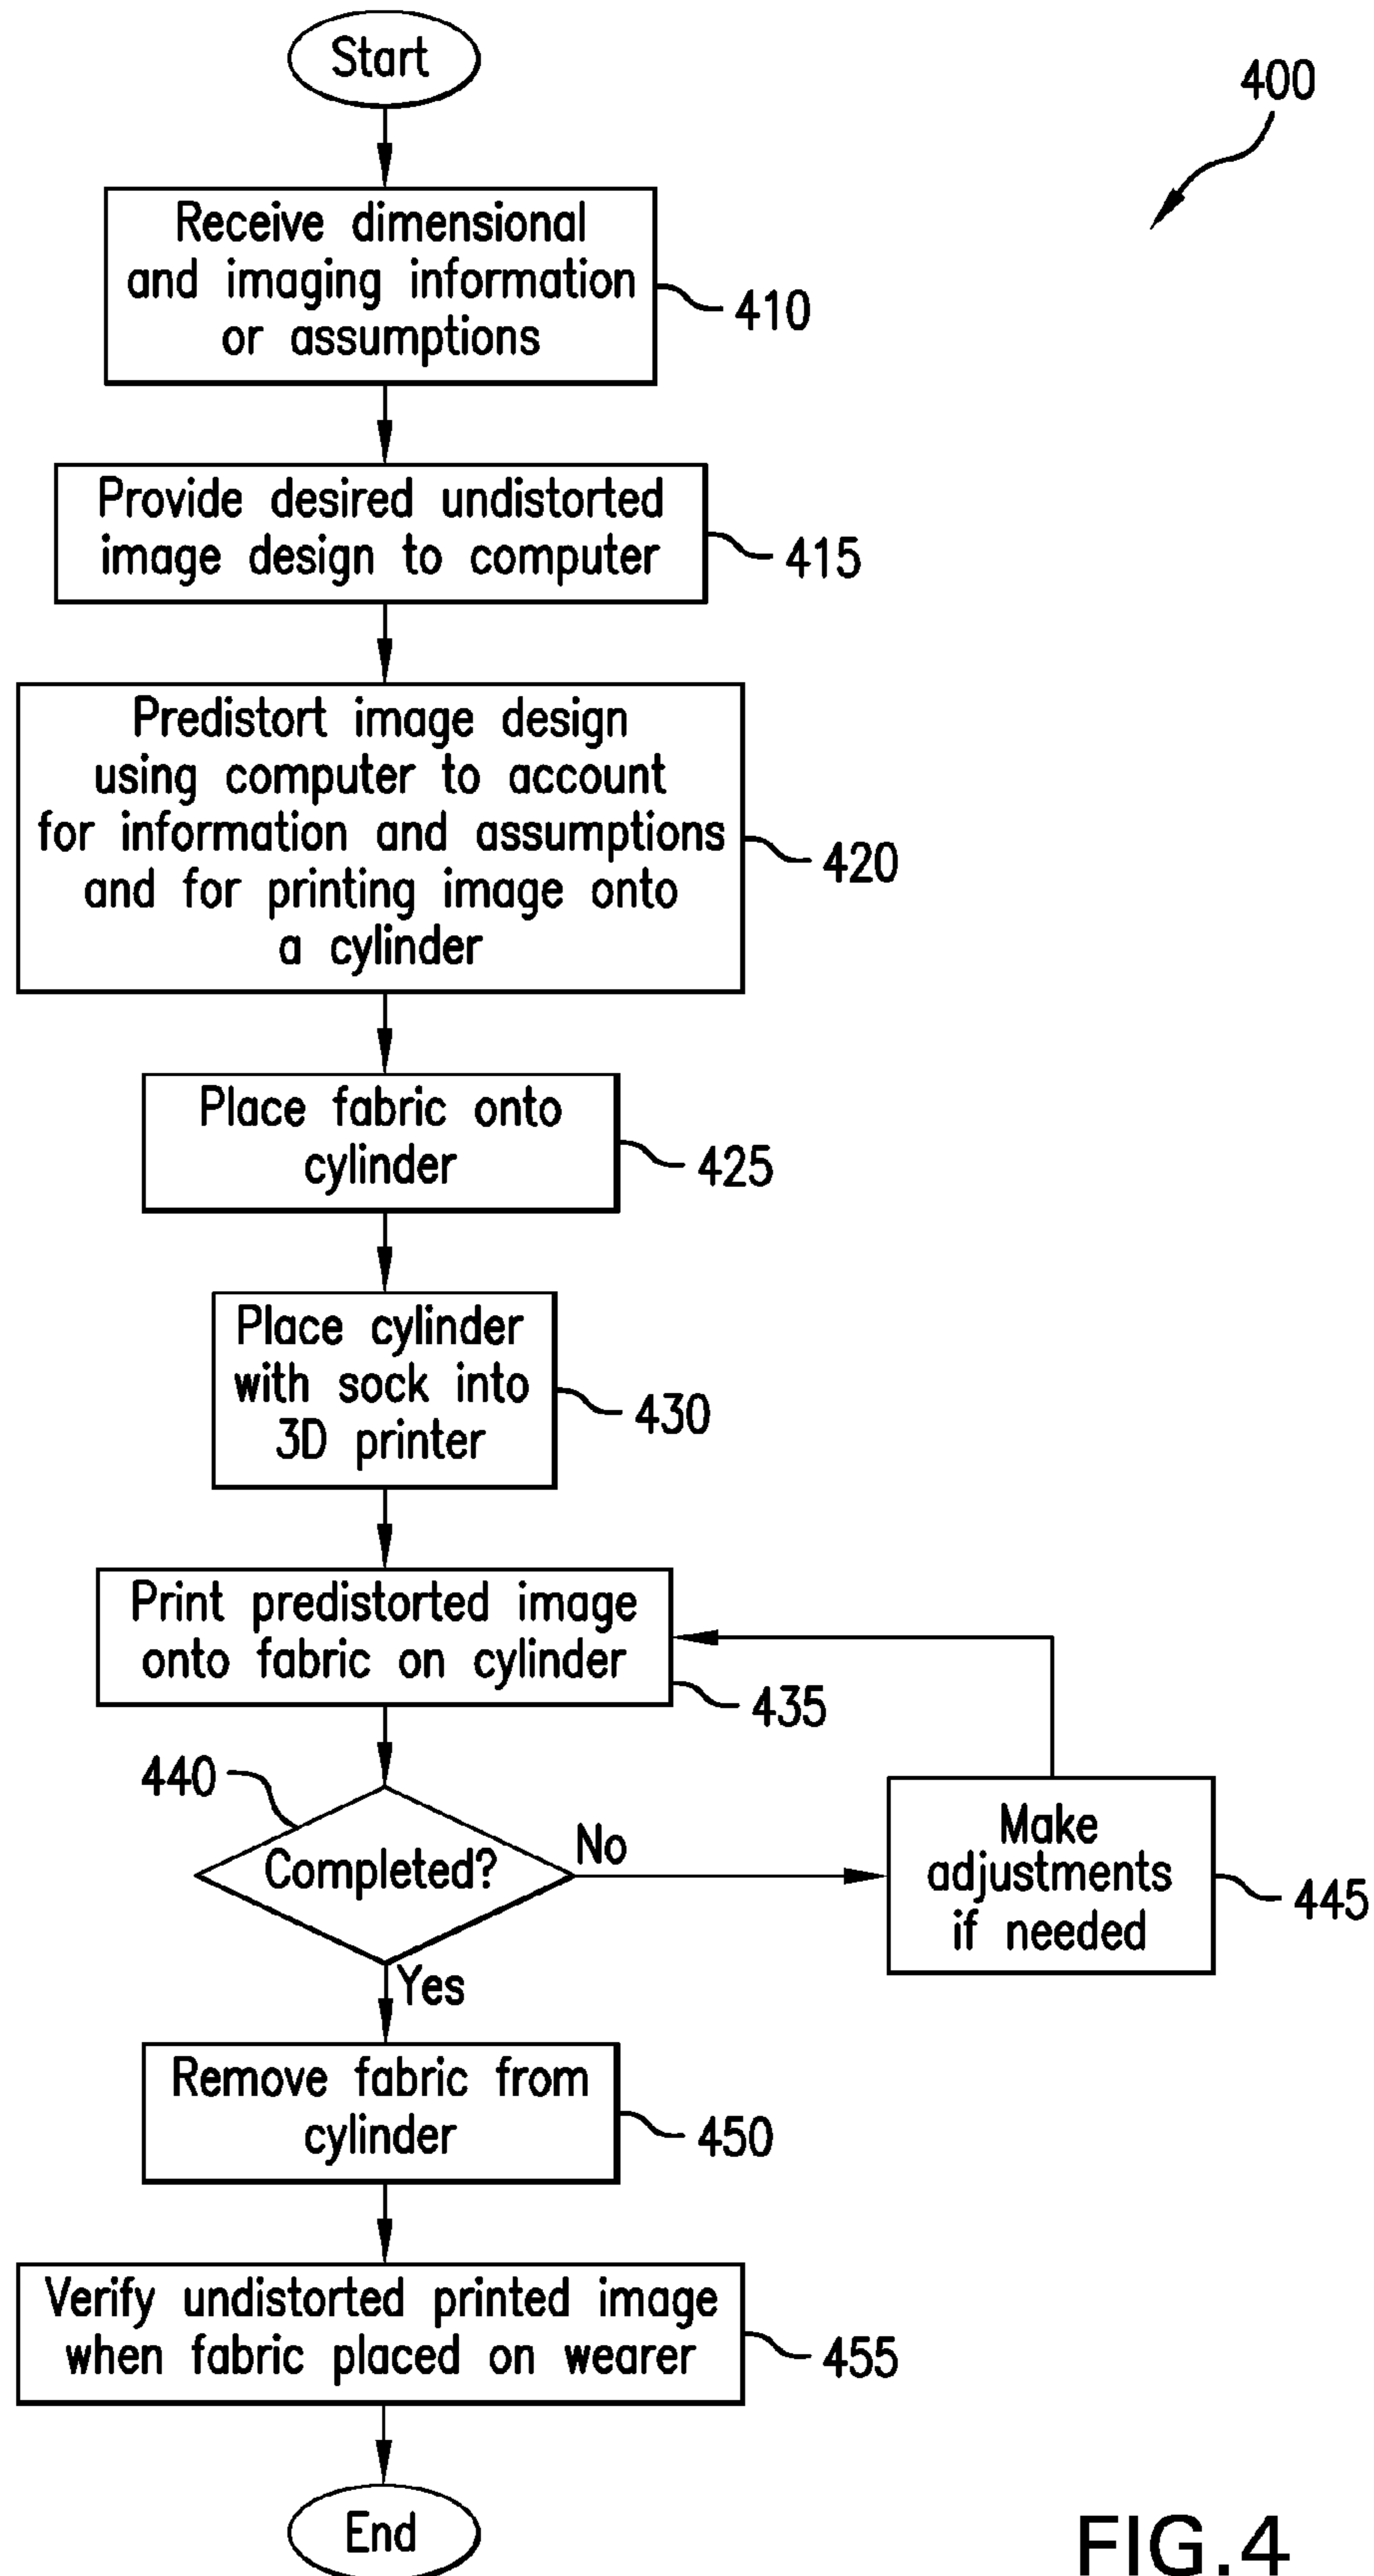 Start
400
Receive dimensional
and imaging information
or assumptions
410
Provide desired undistorted
image design to computer
415
Predistort image design
using computer to account
for information and assumptions
and for printing image onto
a cylinder
420
Place fabric onto
cylinder
425
Place cylinder
with sock into
3D printer
430
Print predistorted image
onto fabric on cylinder
435
440
Completed?
No
Make
adjustments
if needed
445
Yes
Remove fabric from
cylinder
450
Verify undistorted printed image
when fabric placed on wearer
455
End
FIG.4